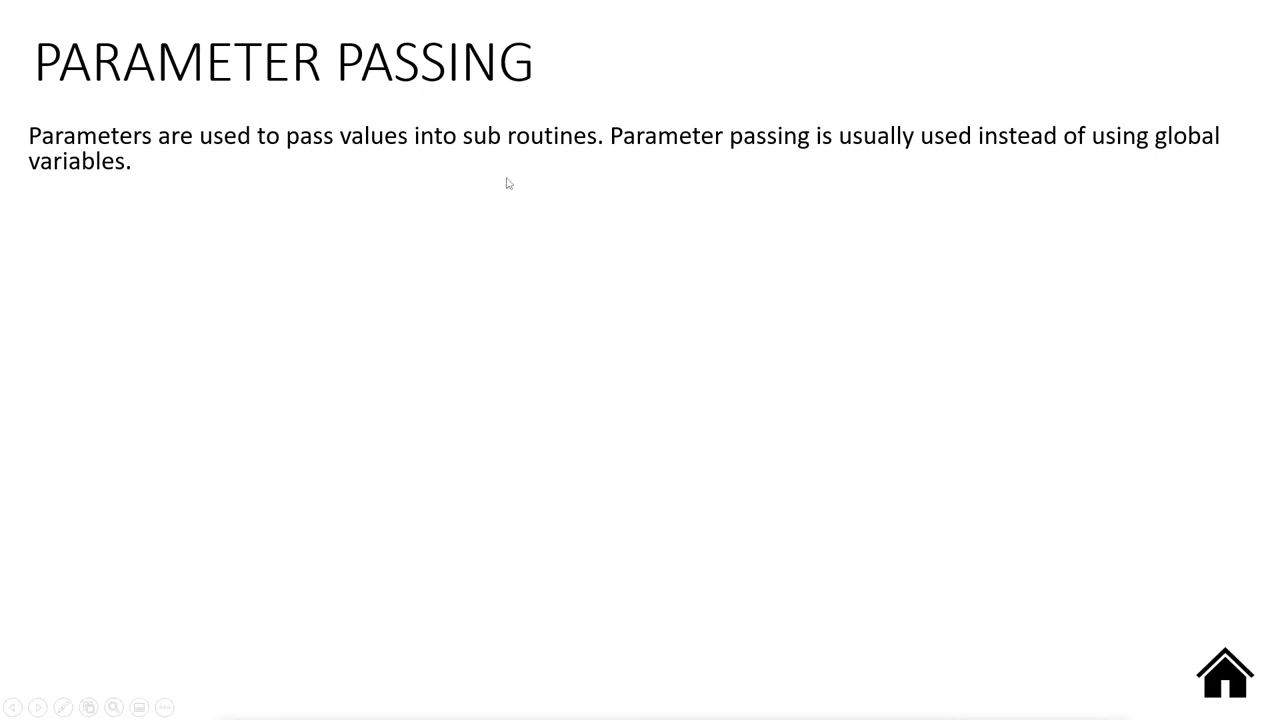 PARAMETER PASSING
Parameters are used to pass values into sub routines. Parameter passing is usually used instead of using global
variables.